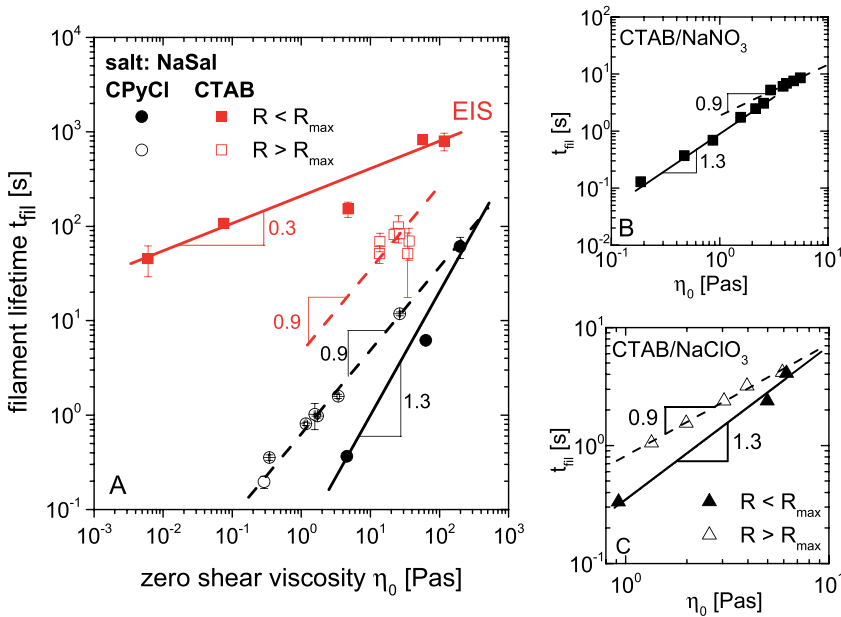 salt: NaSal
CPyCl CTAB
R < R_max
R > R_max
EIS
0.3
0.9
0.9
1.3
A
10^4
10^3
10^2
10^1
10^0
10^-1
filament lifetime t_fil [s]
10^-3 10^-2 10^-1 10^0 10^1 10^2 10^3
zero shear viscosity η_0 [Pas]
CTAB/NaNO_3
10^2
10^1
10^0
10^-1
10^-2
t_fil [s]
0.9
1.3
B
10^-1 10^0 10^1
η_0 [Pas]
CTAB/NaClO_3
10^1
10^0
10^-1
t_fil [s]
0.9
1.3
R < R_max
R > R_max
C
10^0 10^1
η_0 [Pas]